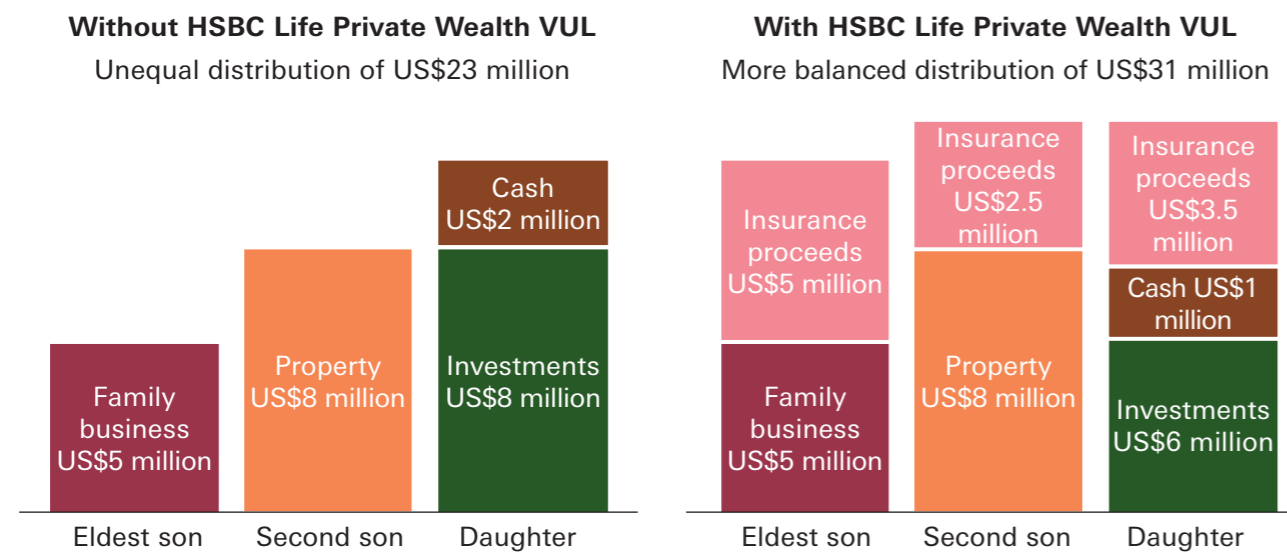 Without HSBC Life Private Wealth VUL
Unequal distribution of US$23 million
Cash
US$2 million
Family
business
US$5 million
Property
US$8 million
Investments
US$8 million
Eldest son
Second son
Daughter
With HSBC Life Private Wealth VUL
More balanced distribution of US$31 million
Insurance
proceeds
US$5 million
Family
business
US$5 million
Insurance
proceeds
US$2.5
million
Property
US$8 million
Insurance
proceeds
US$3.5
million
Cash US$1
million
Investments
US$6 million
Eldest son
Second son
Daughter